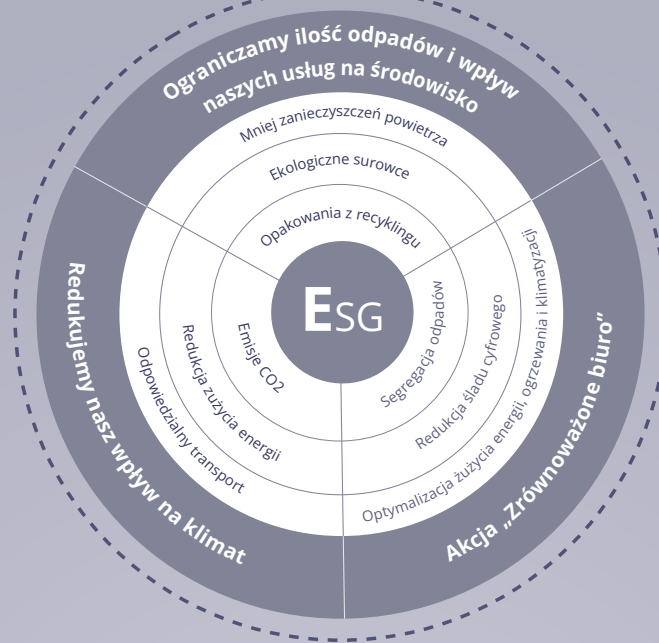 Ograniczamy ilość odpadów i wpływ
naszych usług na środowisko
Mniej zanieczyszczeń powietrza
Ekologiczne surowce
Opakowania z recyklingu
ESG
Segregacja odpadów
Redukcja śladu cyfrowego
Optymalizacja żużycia energii, ogrzewania i klimatyzacji
Akcja „Zrównoważone biuro”
Emisje CO2
Redukcja zużycia energii
Odpowiedzialny transport
Redukujemy nasz wpływ na klimat